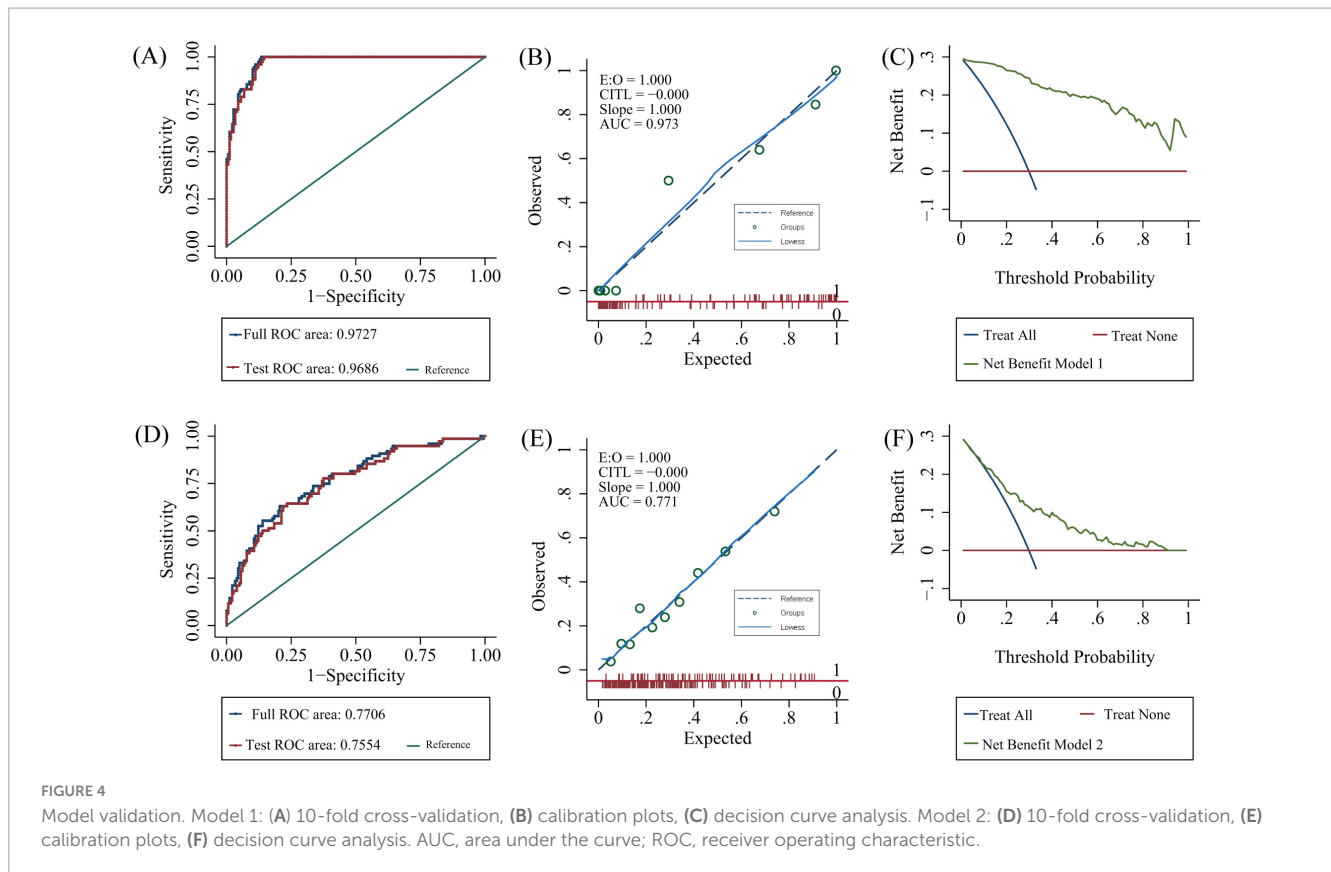 (A)
Sensitivity
1.00
0.75
0.50
0.25
0.00
0.00 0.25 0.50 0.75 1.00
1−Specificity
Full ROC area: 0.9727
Test ROC area: 0.9686 Reference
(B)
E:O = 1.000
CITL = −0.000
Slope = 1.000
AUC = 0.973
Observed
1
.8
.6
.4
.2
0
Reference
Groups
Lowess
1
0
0 .2 .4 .6 .8 1
Expected
(C)
Net Benefit
.3
.2
.1
0
−.1
0 .2 .4 .6 .8 1
Threshold Probability
Treat All Treat None
Net Benefit Model 1
(D)
Sensitivity
1.00
0.75
0.50
0.25
0.00
0.00 0.25 0.50 0.75 1.00
1−Specificity
Full ROC area: 0.7706
Test ROC area: 0.7554 Reference
(E)
E:O = 1.000
CITL = −0.000
Slope = 1.000
AUC = 0.771
Observed
1
.8
.6
.4
.2
0
Reference
Groups
Lowess
1
0
0 .2 .4 .6 .8 1
Expected
(F)
Net Benefit
.3
.2
.1
0
−.1
0 .2 .4 .6 .8 1
Threshold Probability
Treat All Treat None
Net Benefit Model 2
FIGURE 4
Model validation. Model 1: (A) 10-fold cross-validation, (B) calibration plots, (C) decision curve analysis. Model 2: (D) 10-fold cross-validation, (E)
calibration plots, (F) decision curve analysis. AUC, area under the curve; ROC, receiver operating characteristic.